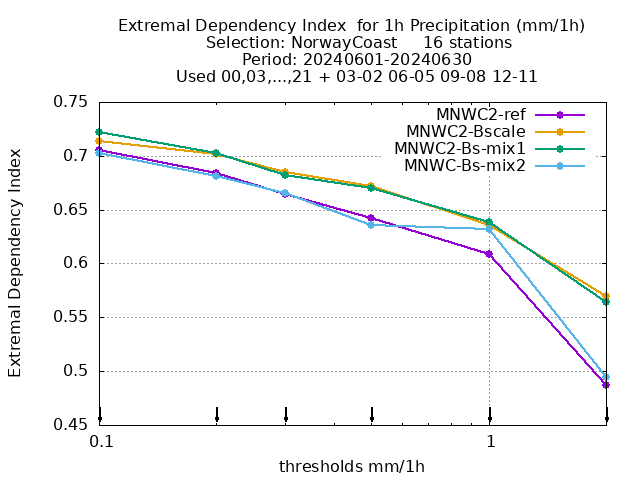 Extremal Dependency Index  for 1h Precipitation (mm/1h)
Selection: NorwayCoast     16 stations
Period: 20240601-20240630
Used 00,03,...,21 + 03-02 06-05 09-08 12-11
MNWC2-ref
MNWC2-Bscale
MNWC2-Bs-mix1
MNWC-Bs-mix2
Extremal Dependency Index
0.75
0.7
0.65
0.6
0.55
0.5
0.45
0.1 1
thresholds mm/1h